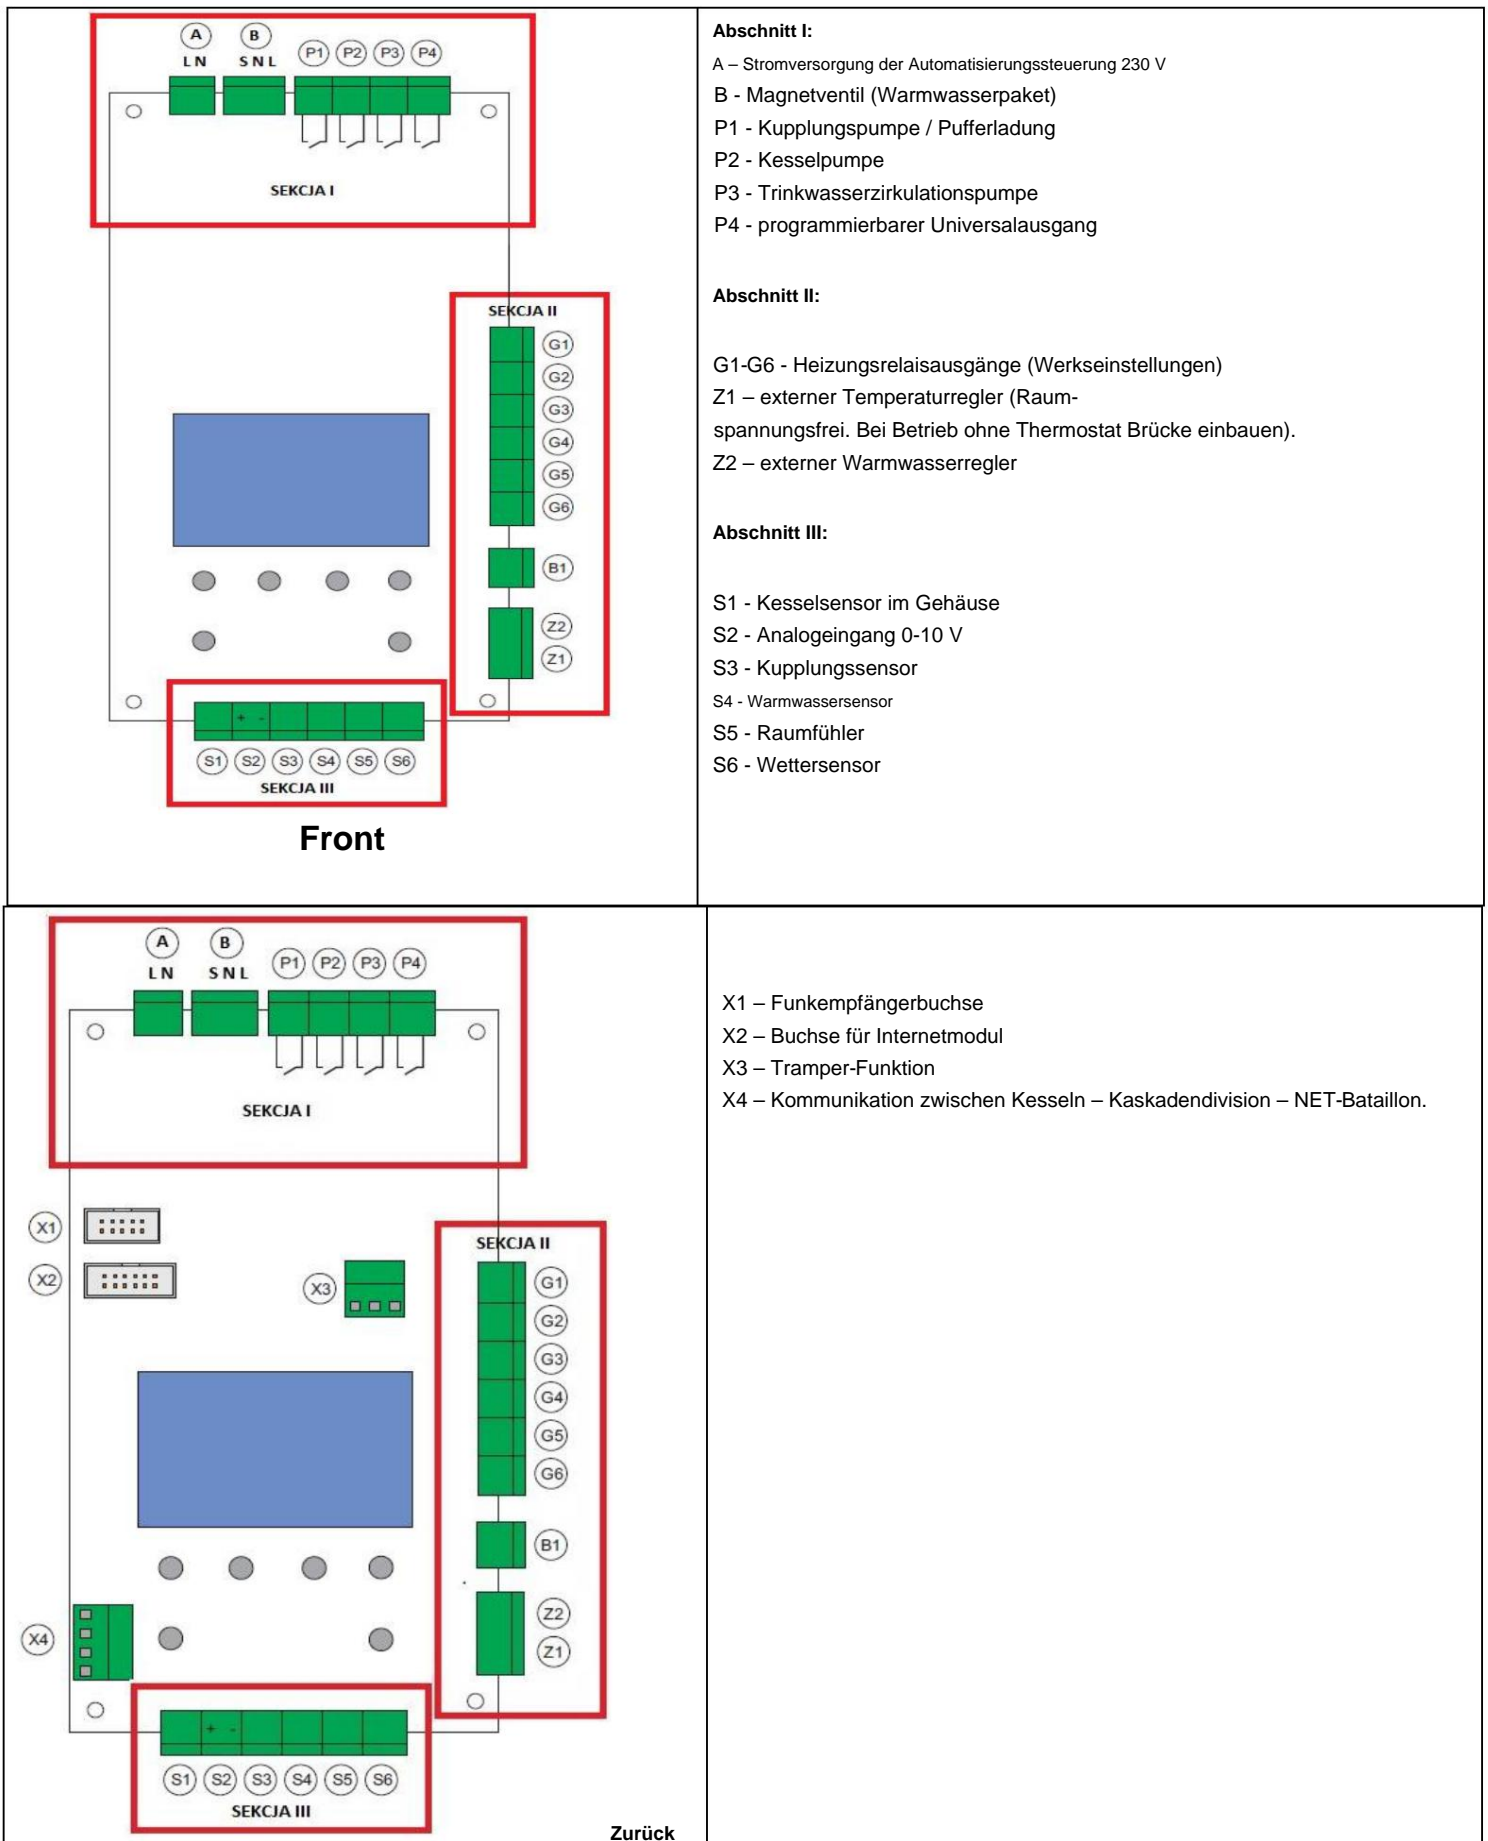 A B P1 P2 P3 P4
L N S N L
SEKCJA I
SEKCJA II
G1
G2
G3
G4
G5
G6
B1
Z2
Z1
+ -
S1 S2 S3 S4 S5 S6
SEKCJA III
Front
Abschnitt I:
A – Stromversorgung der Automatisierungssteuerung 230 V
B - Magnetventil (Warmwasserpaket)
P1 - Kupplungspumpe / Pufferladung
P2 - Kesselpumpe
P3 - Trinkwasserzirkulationspumpe
P4 - programmierbarer Universalausgang
Abschnitt II:
G1-G6 - Heizungsrelaisausgänge (Werkseinstellungen)
Z1 – externer Temperaturregler (Raum-
spannungsfrei. Bei Betrieb ohne Thermostat Brücke einbauen).
Z2 – externer Warmwasserregler
Abschnitt III:
S1 - Kesselsensor im Gehäuse
S2 - Analogeingang 0-10 V
S3 - Kupplungssensor
S4 - Warmwassersensor
S5 - Raumfühler
S6 - Wettersensor
A B P1 P2 P3 P4
L N S N L
SEKCJA I
X1
X2
X3
SEKCJA II
G1
G2
G3
G4
G5
G6
B1
Z2
Z1
X4
+ -
S1 S2 S3 S4 S5 S6
SEKCJA III
Zurück
X1 – Funkempfängerbuchse
X2 – Buchse für Internetmodul
X3 – Tramper-Funktion
X4 – Kommunikation zwischen Kesseln – Kaskadendivision – NET-Bataillon.